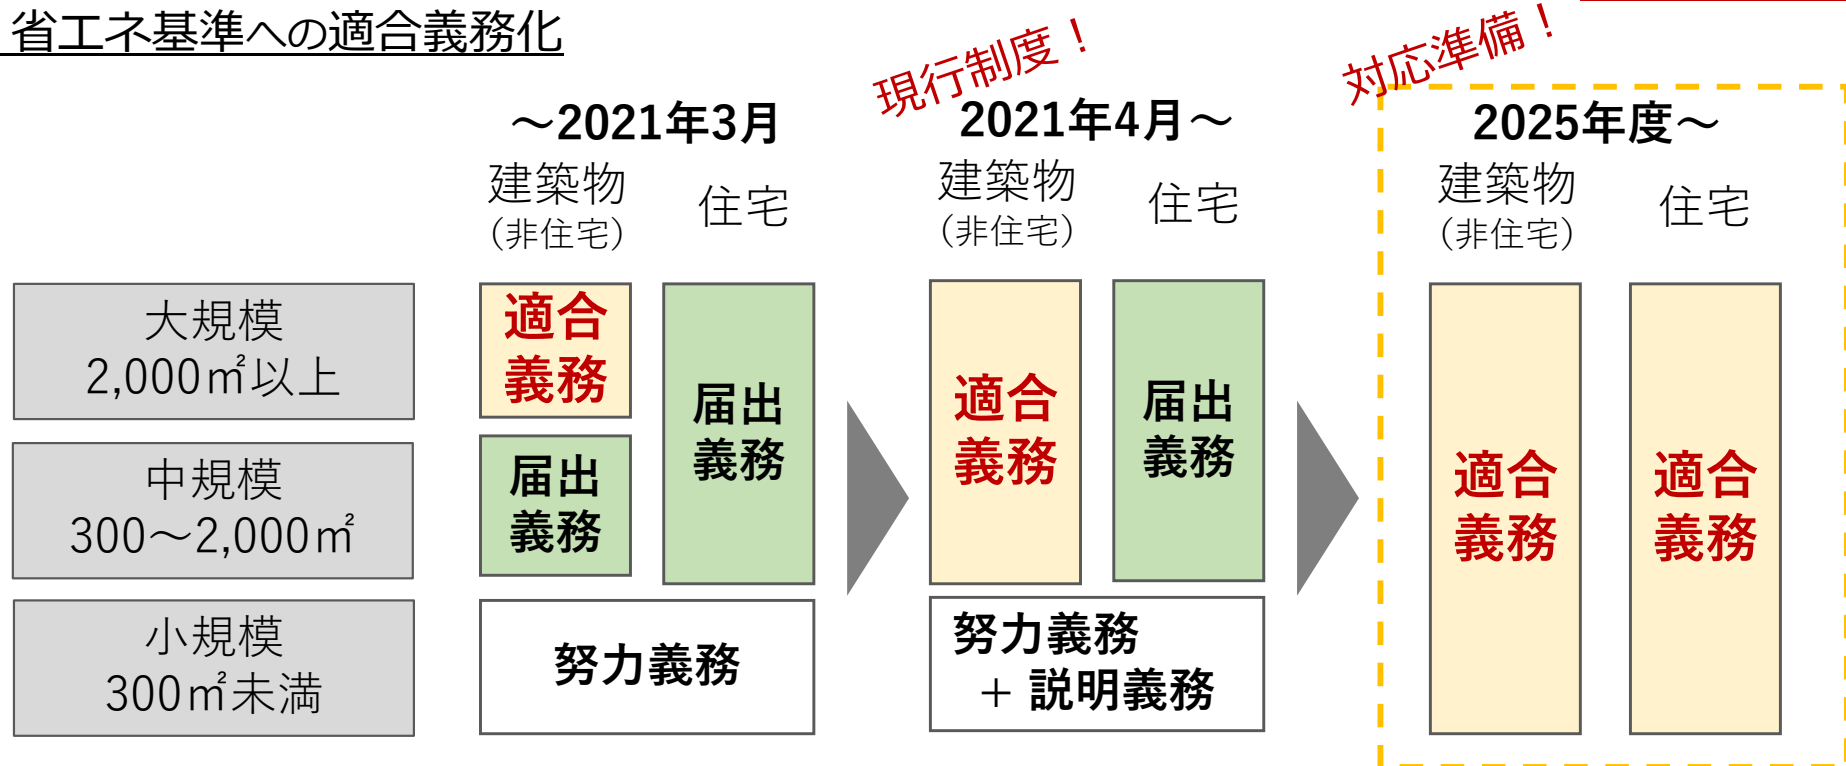 省エネ基準への適合義務化
現行制度！
対応準備！
～2021年3月
2021年4月～
2025年度～
建築物
(非住宅)
住宅
建築物
(非住宅)
住宅
建築物
(非住宅)
住宅
大規模
2,000㎡以上
中規模
300～2,000㎡
小規模
300㎡未満
適合
義務
届出
義務
届出
義務
努力義務
適合
義務
届出
義務
努力義務
+ 説明義務
適合
義務
適合
義務